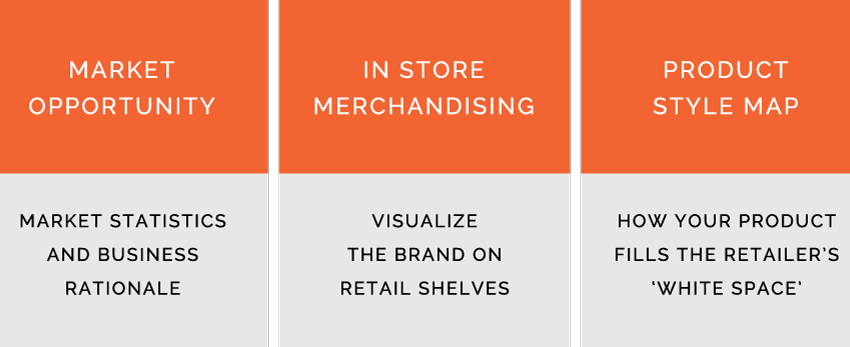 MARKET
OPPORTUNITY
MARKET STATISTICS
AND BUSINESS
RATIONALE
IN STORE
MERCHANDISING
VISUALIZE
THE BRAND ON
RETAIL SHELVES
PRODUCT
STYLE MAP
HOW YOUR PRODUCT
FILLS THE RETAILER'S
'WHITE SPACE'